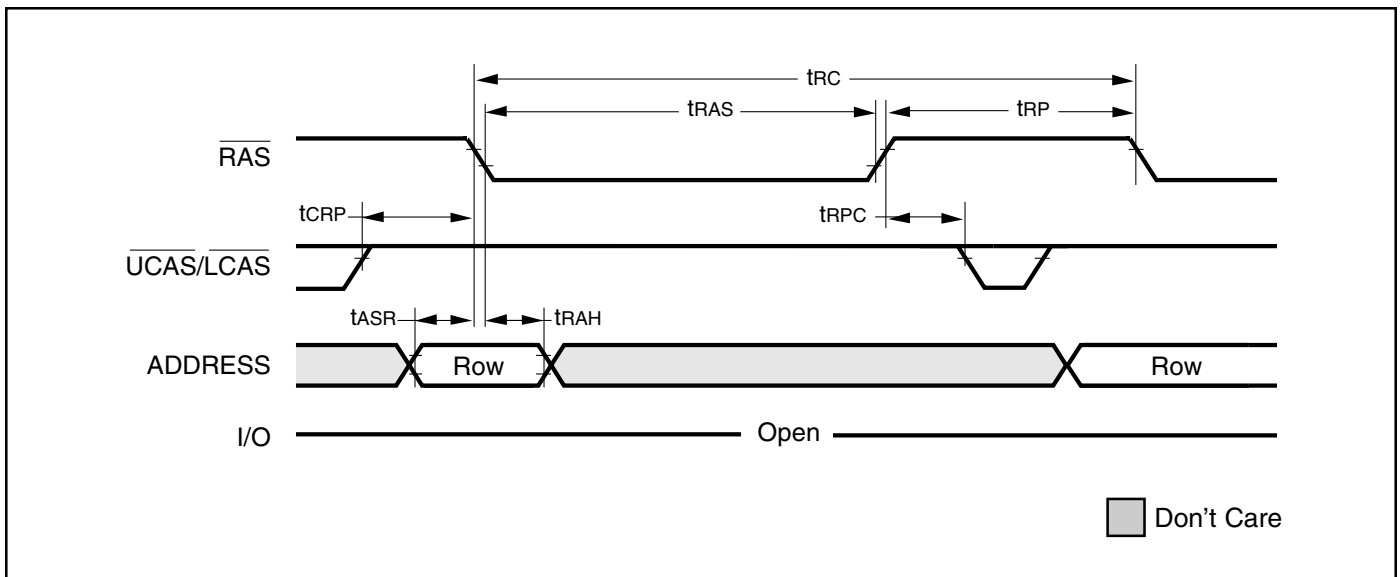 tRC
tRAS
tRP
RAS
tCRP
tRPC
UCAS/LCAS
tASR
tRAH
ADDRESS
Row
Row
I/O
Open
Don't Care